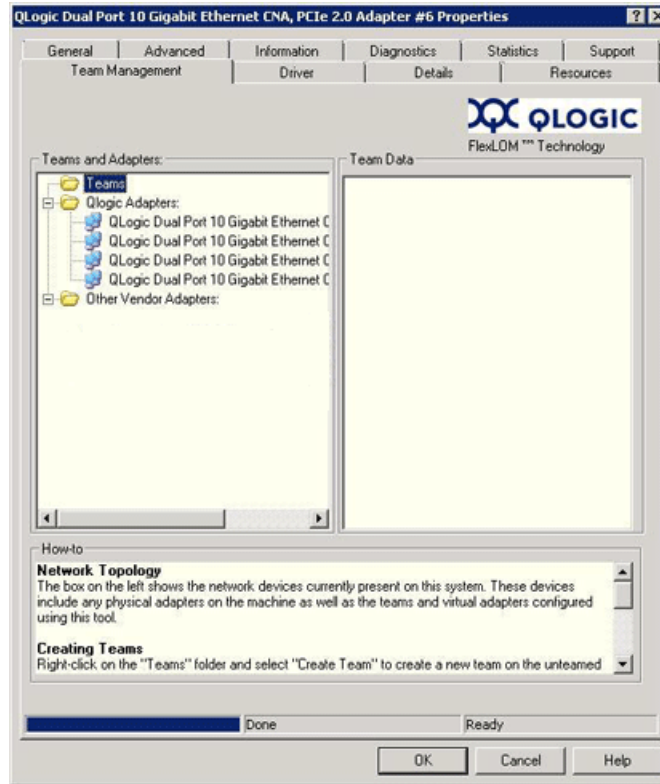 QLogic Dual Port 10 Gigabit Ethernet CNA, PCIe 2.0 Adapter #6 Properties
General Advanced Information Diagnostics Statistics Support
Team Management Driver Details Resources
QLOGIC
FlexLOM ™ Technology
Teams and Adapters:
Teams
Qlogic Adapters:
QLogic Dual Port 10 Gigabit Ethernet C
QLogic Dual Port 10 Gigabit Ethernet C
QLogic Dual Port 10 Gigabit Ethernet C
QLogic Dual Port 10 Gigabit Ethernet C
Other Vendor Adapters:
Team Data
How-to
Network Topology
The box on the left shows the network devices currently present on this system. These devices
include any physical adapters on the machine as well as the teams and virtual adapters configured
using this tool.
Creating Teams
Right-click on the "Teams" folder and select "Create Team" to create a new team on the unteamed
Done Ready
OK Cancel Help